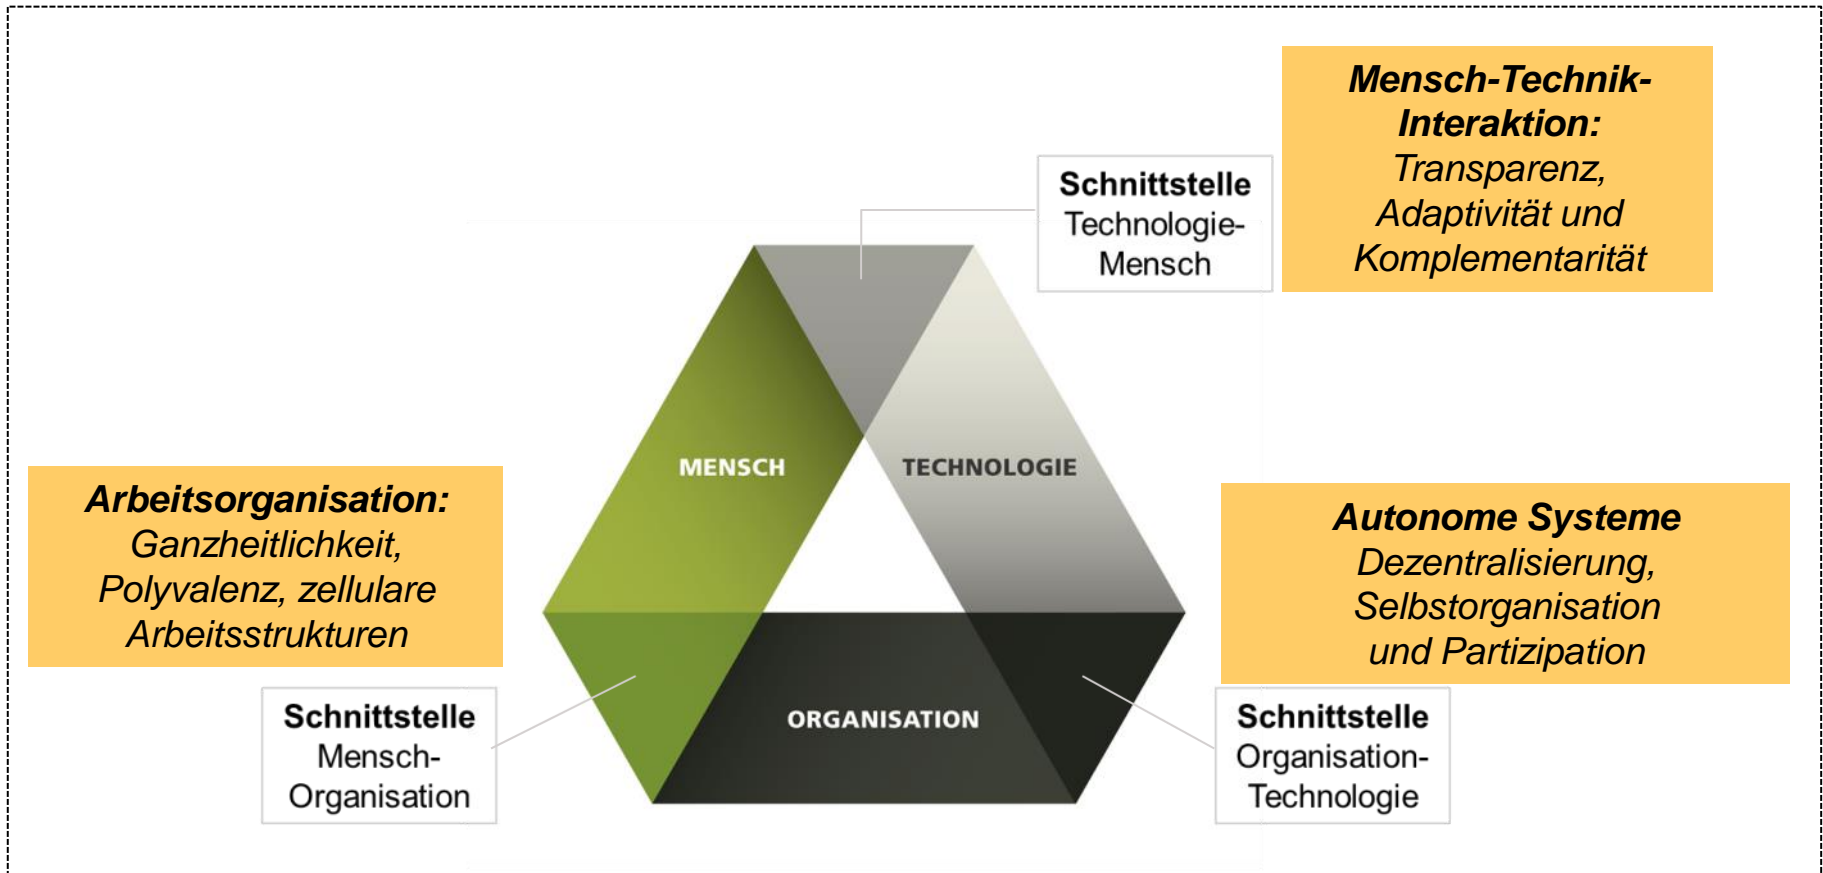 Mensch-Technik-
Interaktion:
Transparenz,
Adaptivität und
Komplementarität
Schnittstelle
Technologie-
Mensch
MENSCH
TECHNOLOGIE
Arbeitsorganisation:
Ganzheitlichkeit,
Polyvalenz, zellulare
Arbeitsstrukturen
Autonome Systeme
Dezentralisierung,
Selbstorganisation
und Partizipation
Schnittstelle
Mensch-
Organisation
ORGANISATION
Schnittstelle
Organisation-
Technologie